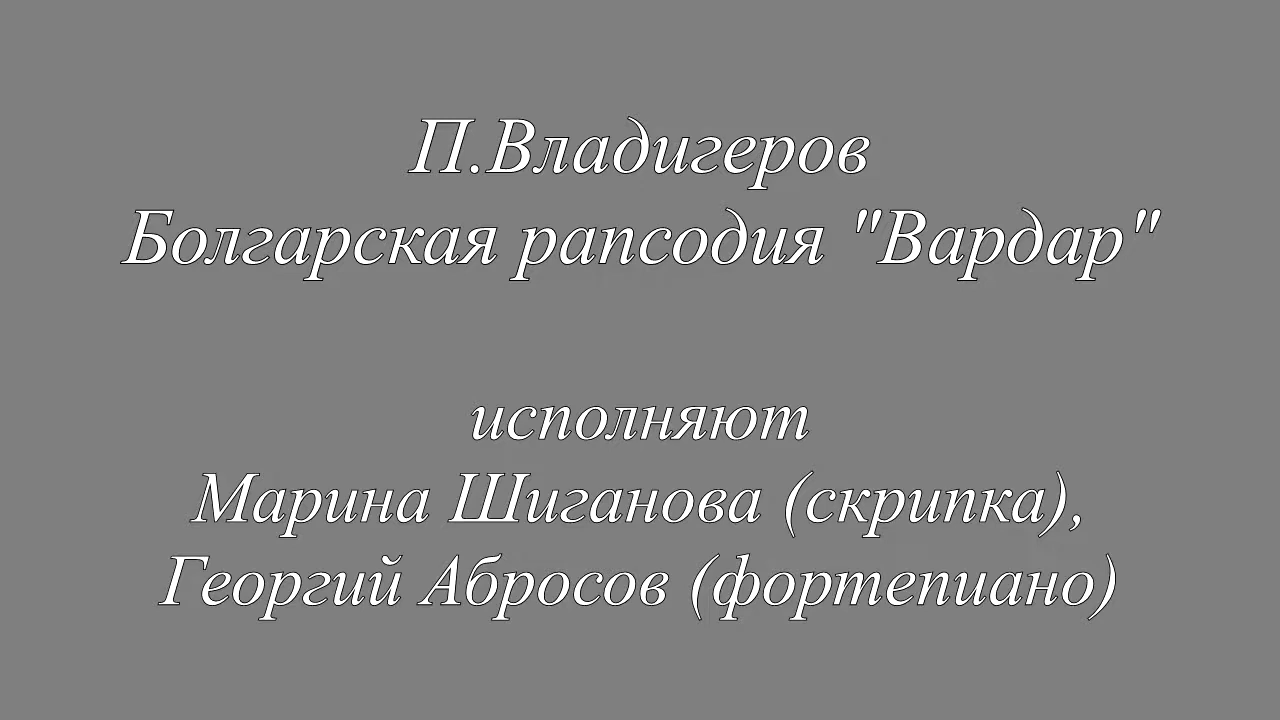 П.Владигеров
Болгарская рапсодия "Вардар"
исполняют
Марина Шиганова (скрипка),
Георгий Абросов (фортепиано)